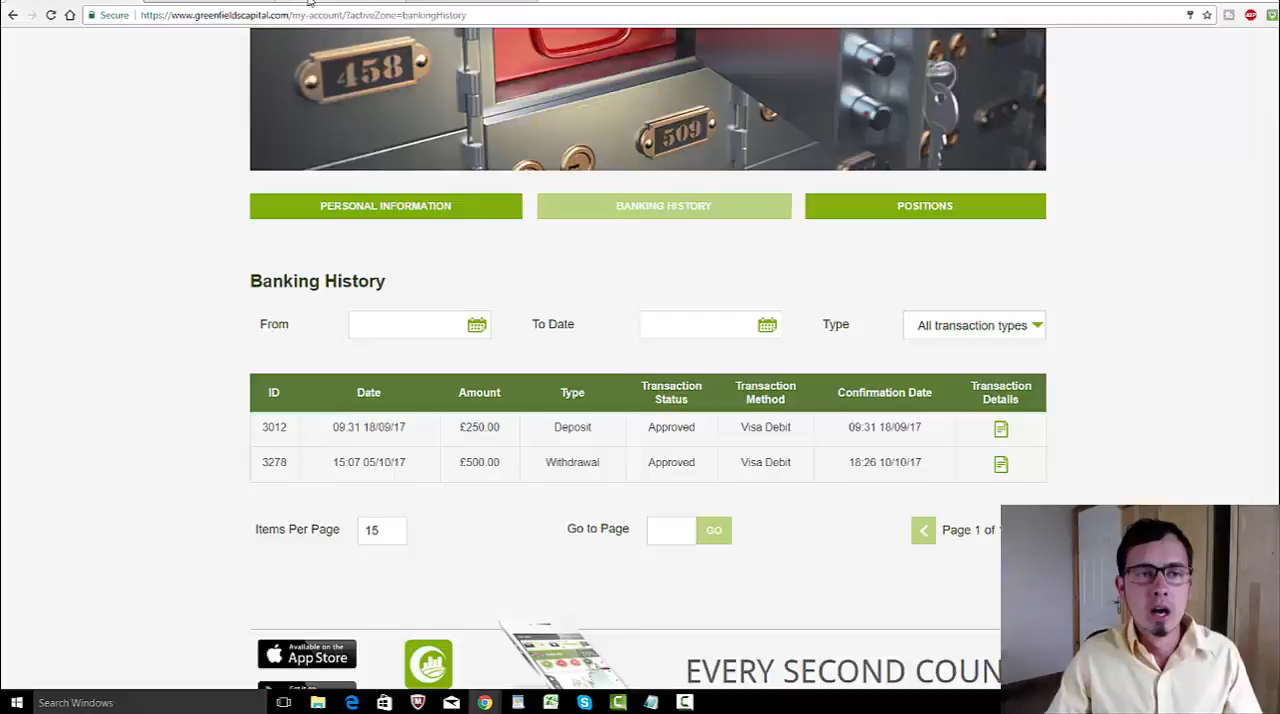 Secure https://www.greenfieldscapital.com/my-account/?activeZone=bankingHistory
458
509
PERSONAL INFORMATION BANKING HISTORY POSITIONS
Banking History
From To Date Type All transaction types
ID Date Amount Type Transaction Status Transaction Method Confirmation Date Transaction Details
3012 09:31 18/09/17 £250.00 Deposit Approved Visa Debit 09:31 18/09/17
3278 15:07 05/10/17 £500.00 Withdrawal Approved Visa Debit 18:26 10/10/17
Items Per Page 15 Go to Page GO Page 1 of
Available on the
App Store
EVERY SECOND COUN
Search Windows